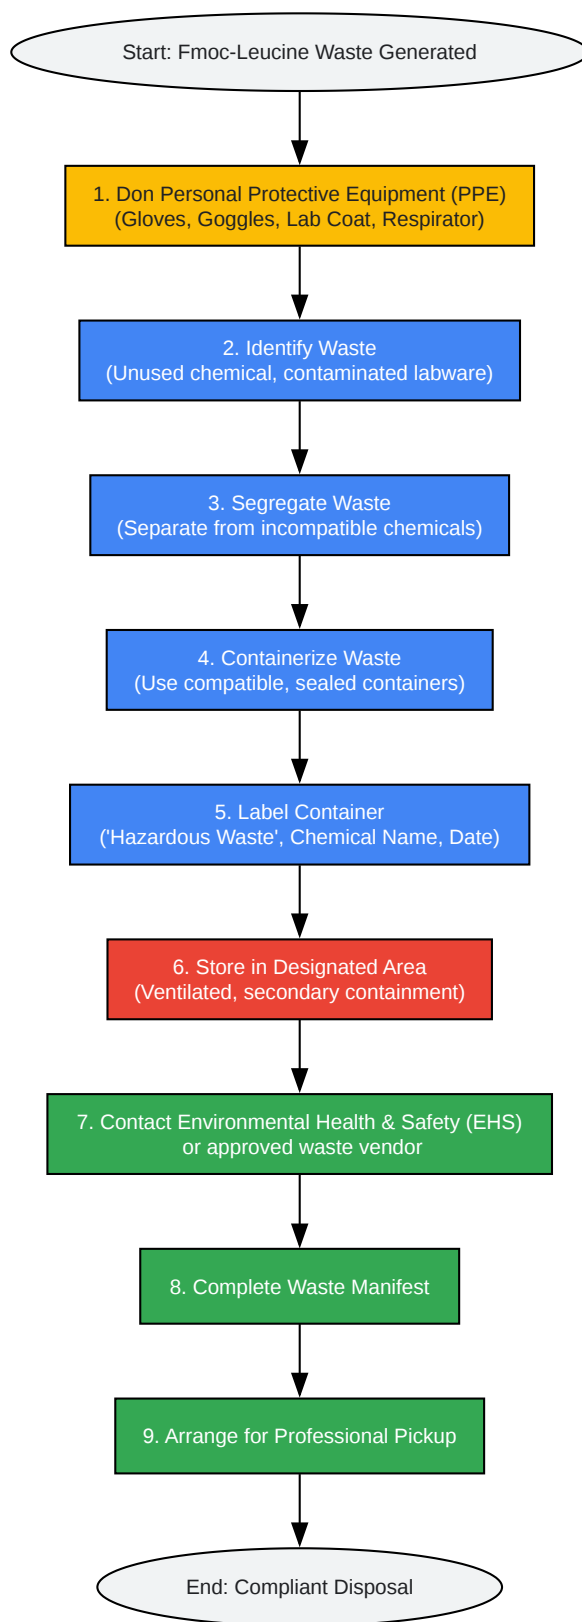 Start: Fmoc-Leucine Waste Generated
1. Don Personal Protective Equipment (PPE)
(Gloves, Goggles, Lab Coat, Respirator)
2. Identify Waste
(Unused chemical, contaminated labware)
3. Segregate Waste
(Separate from incompatible chemicals)
4. Containerize Waste
(Use compatible, sealed containers)
5. Label Container
('Hazardous Waste', Chemical Name, Date)
6. Store in Designated Area
(Ventilated, secondary containment)
7. Contact Environmental Health & Safety (EHS)
or approved waste vendor
8. Complete Waste Manifest
9. Arrange for Professional Pickup
End: Compliant Disposal